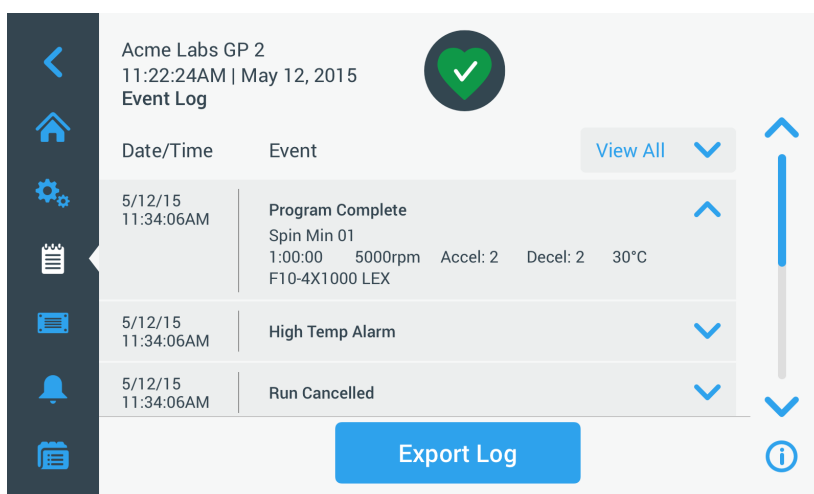 Acme Labs GP 2
11:22:24AM | May 12, 2015
Event Log
Date/Time Event View All
5/12/15
11:34:06AM
Program Complete
Spin Min 01
1:00:00 5000rpm Accel: 2 Decel: 2 30°C
F10-4X1000 LEX
5/12/15
11:34:06AM
High Temp Alarm
5/12/15
11:34:06AM
Run Cancelled
Export Log